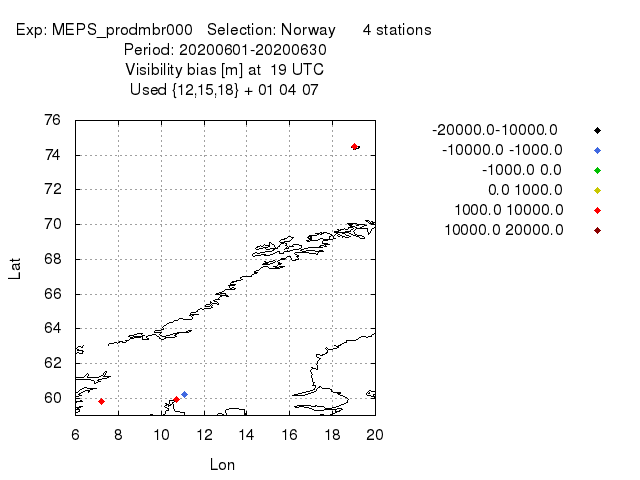 Exp: MEPS_prodmbr000   Selection: Norway      4 stations
Period: 20200601-20200630
Visibility bias [m] at  19 UTC
Used {12,15,18} + 01 04 07
76
74
72
70
68
66
64
62
60
6 8 10 12 14 16 18 20
Lat
Lon
-20000.0-10000.0
-10000.0 -1000.0
-1000.0 0.0
0.0 1000.0
1000.0 10000.0
10000.0 20000.0